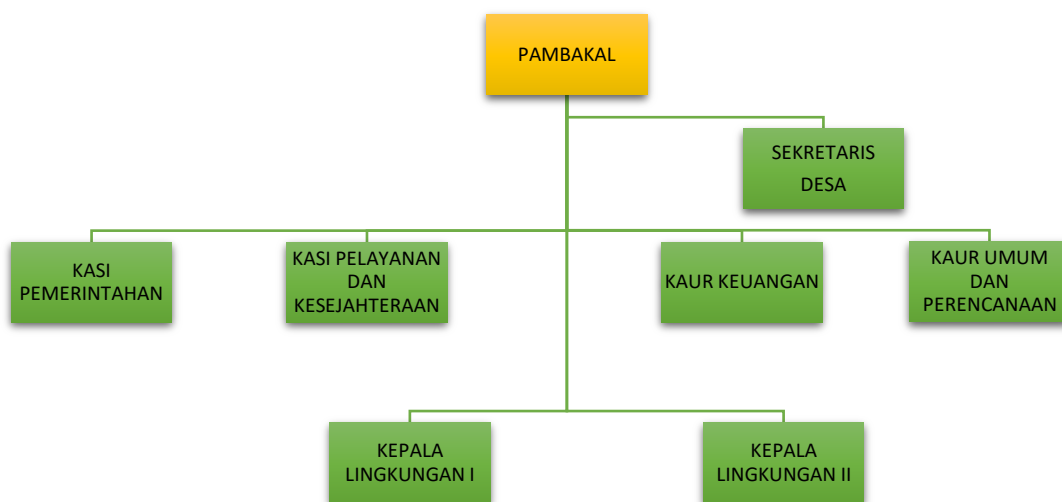 PAMBAKAL
SEKRETARIS
DESA
KASI
PEMERINTAHAN
KASI PELAYANAN
DAN
KESEJAHTERAAN
KAUR KEUANGAN
KAUR UMUM
DAN
PERENCANAAN
KEPALA
LINGKUNGAN I
KEPALA
LINGKUNGAN II